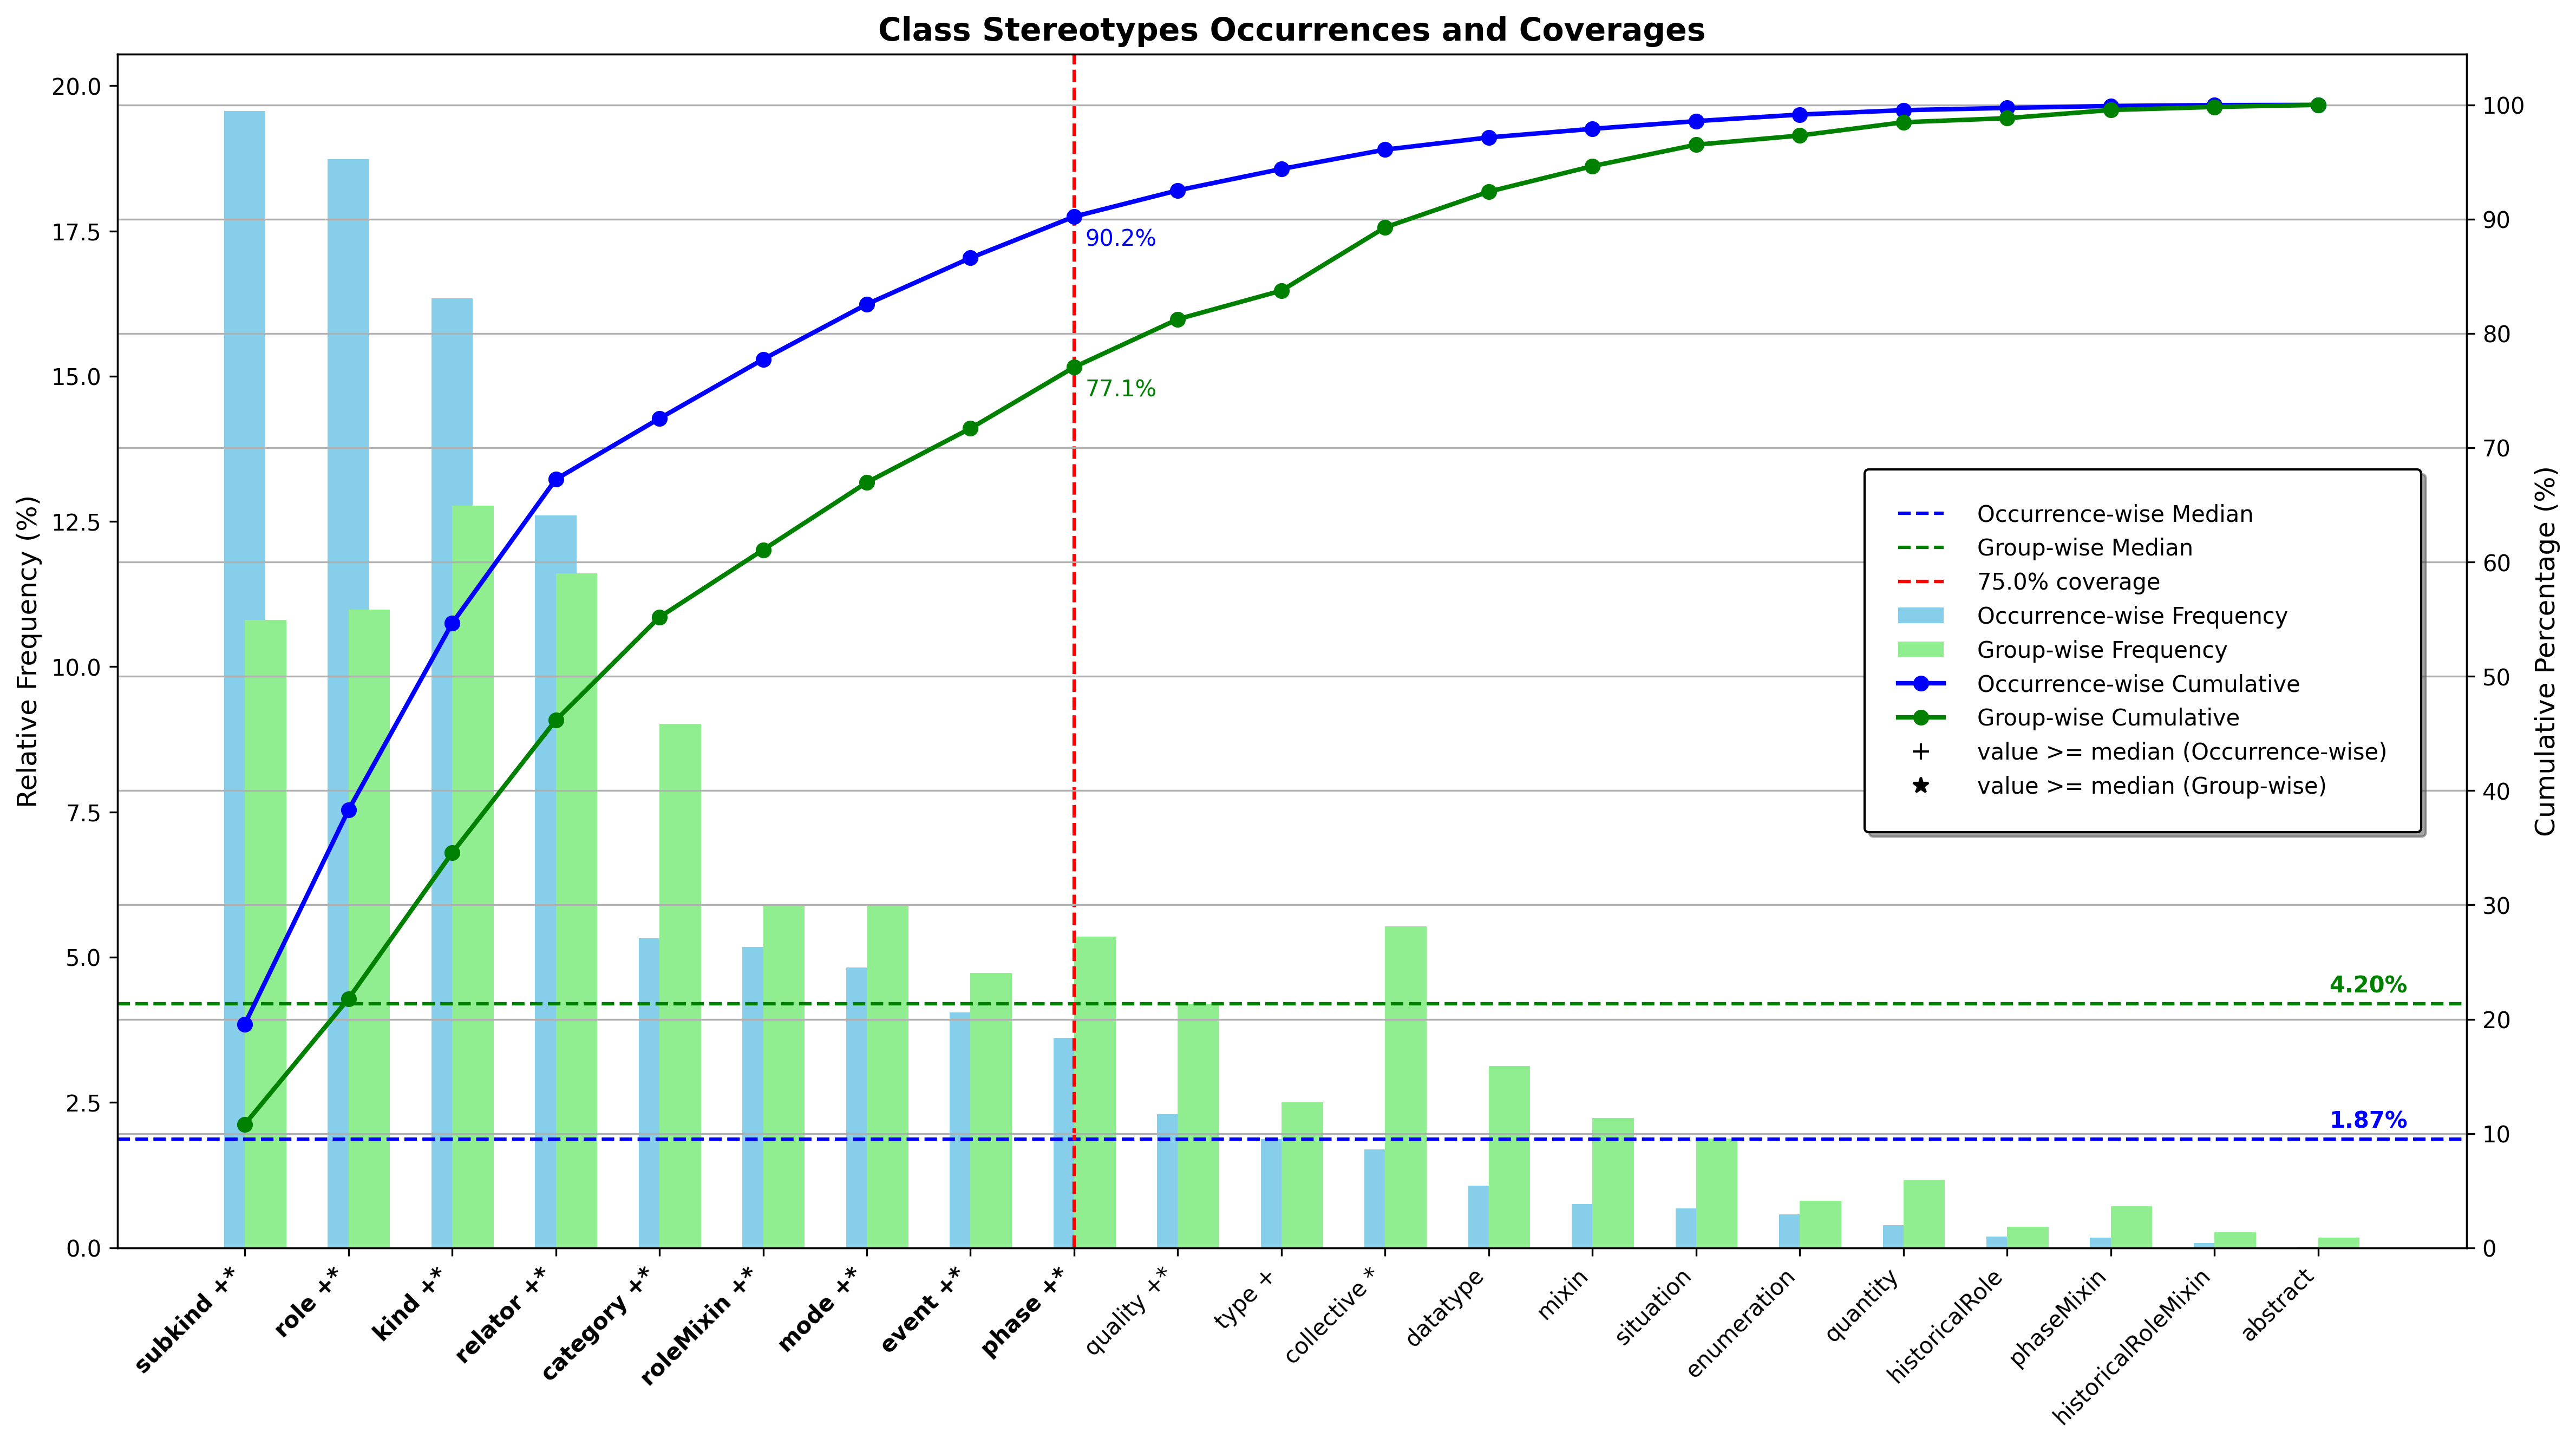 Class Stereotypes Occurrences and Coverages
Relative Frequency (%)
20.0
17.5
15.0
12.5
10.0
7.5
5.0
2.5
0.0
Cumulative Percentage (%)
100
90
80
70
60
50
40
30
20
10
0
90.2%
77.1%
4.20%
1.87%
Occurrence-wise Median
Group-wise Median
75.0% coverage
Occurrence-wise Frequency
Group-wise Frequency
Occurrence-wise Cumulative
Group-wise Cumulative
+ value >= median (Occurrence-wise)
★ value >= median (Group-wise)
subkind +*
role +*
kind +*
relator +*
category +*
roleMixin +*
mode +*
event +*
phase +*
quality +*
type +
collective *
datatype
mixin
situation
enumeration
quantity
historicalRole
phaseMixin
historicalRoleMixin
abstract